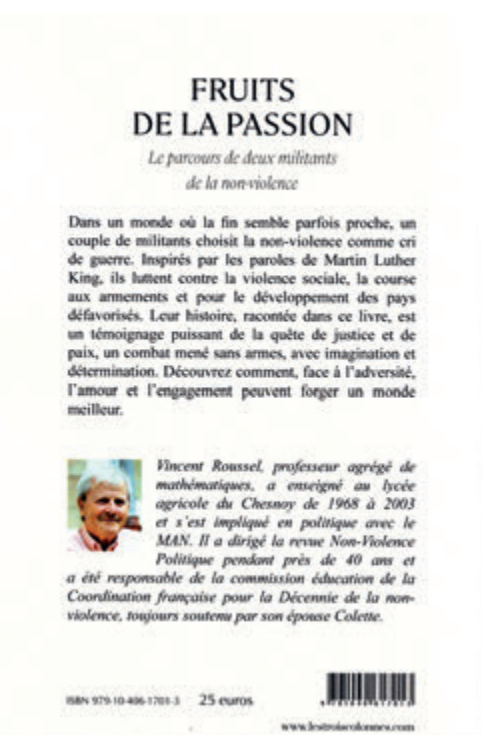 FRUITS
DE LA PASSION
Le parcours de deux militants
de la non-violence
Dans un monde où la fin semble parfois proche, un
couple de militants choisit la non-violence comme cri
de guerre. Inspirés par les paroles de Martin Luther
King, ils luttent contre la violence sociale, la course
aux armements et pour le développement des pays
défavorisés. Leur histoire, racontée dans ce livre, est
un témoignage puissant de la quête de justice et de
paix, un combat mené sans armes, avec imagination et
détermination. Découvrez comment, face à l'adversité,
l'amour et l'engagement peuvent forger un monde
meilleur.
Vincent Roussel, professeur agrégé de
mathématiques, a enseigné au lycée
agricole du Chesnoy de 1968 à 2003
et s'est impliqué en politique avec le
MAN. Il a dirigé la revue Non-Violence
Politique pendant près de 40 ans et
a été responsable de la commission éducation de la
Coordination française pour la Décennie de la non-
violence, toujours soutenu par son épouse Colette.
ISBN 979-10-406-1701-3 25 euros
www.lestroiscolonnes.com